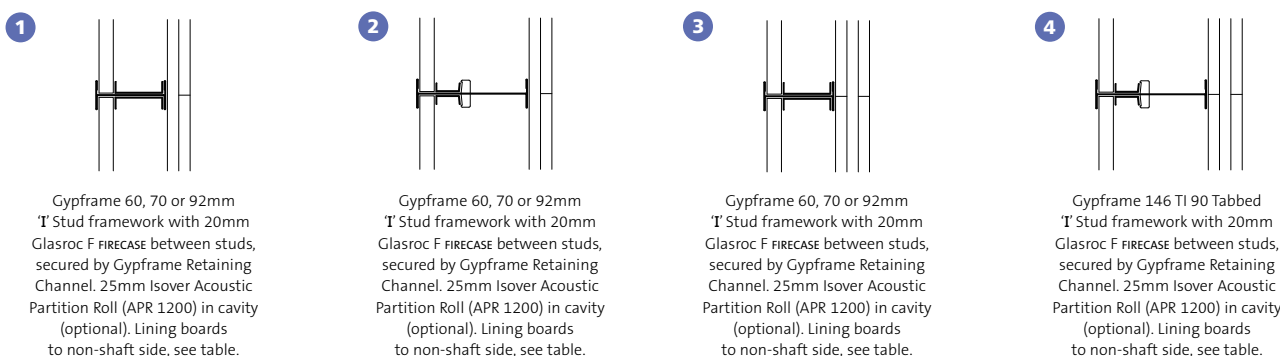 1
Gypframe 60, 70 or 92mm
'I' Stud framework with 20mm
Glasroc F FIRECASE between studs,
secured by Gypframe Retaining
Channel. 25mm Isover Acoustic
Partition Roll (APR 1200) in cavity
(optional). Lining boards
to non-shaft side, see table.
2
Gypframe 60, 70 or 92mm
'I' Stud framework with 20mm
Glasroc F FIRECASE between studs,
secured by Gypframe Retaining
Channel. 25mm Isover Acoustic
Partition Roll (APR 1200) in cavity
(optional). Lining boards
to non-shaft side, see table.
3
Gypframe 60, 70 or 92mm
'I' Stud framework with 20mm
Glasroc F FIRECASE between studs,
secured by Gypframe Retaining
Channel. 25mm Isover Acoustic
Partition Roll (APR 1200) in cavity
(optional). Lining boards
to non-shaft side, see table.
4
Gypframe 146 TI 90 Tabbed
'I' Stud framework with 20mm
Glasroc F FIRECASE between studs,
secured by Gypframe Retaining
Channel. 25mm Isover Acoustic
Partition Roll (APR 1200) in cavity
(optional). Lining boards
to non-shaft side, see table.